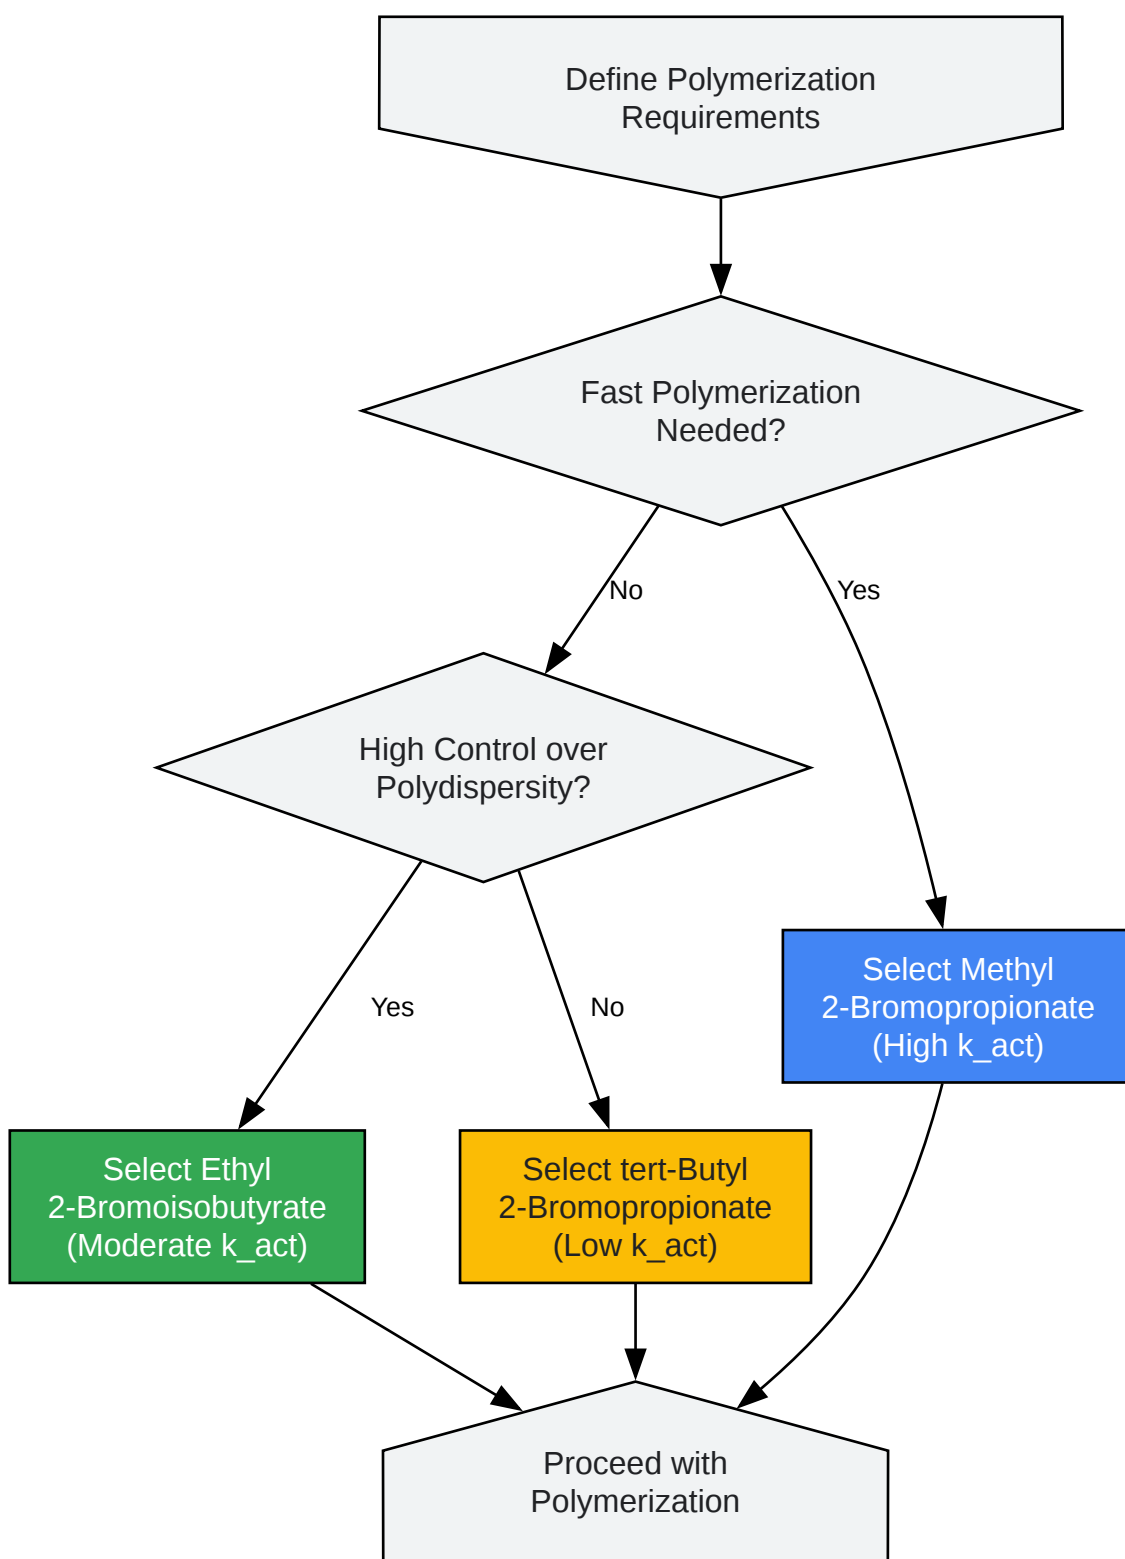 Define Polymerization
Requirements
Fast Polymerization
Needed?
No
Yes
High Control over
Polydispersity?
Yes
No
Select Methyl
2-Bromopropionate
(High k_act)
Select Ethyl
2-Bromoisobutyrate
(Moderate k_act)
Select tert-Butyl
2-Bromopropionate
(Low k_act)
Proceed with
Polymerization